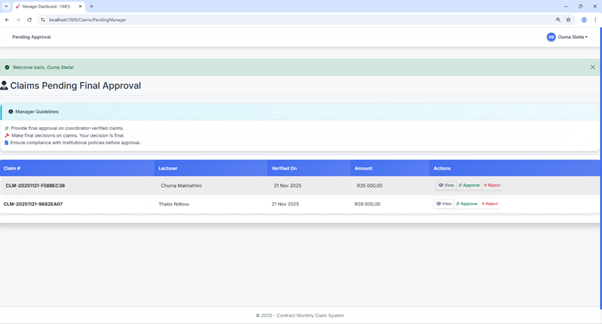 Manager Dashboard - CMCS
localhost:7099/Claims/PendingManager
Pending Approval
Ouma Stella
Welcome back, Ouma Stella!
Claims Pending Final Approval
Manager Guidelines
Provide final approval on coordinator-verified claims.
Make final decisions on claims. Your decision is final.
Ensure compliance with institutional policies before approval.
Claim # Lecturer Verified On Amount Actions
CLM-20251121-F5BBEC38 Chuma Makhathini 21 Nov 2025 R35 000,00 View Approve Reject
CLM-20251121-9682EA07 Thabo Ndlovu 21 Nov 2025 R28 000,00 View Approve Reject
© 2025 - Contract Monthly Claim System